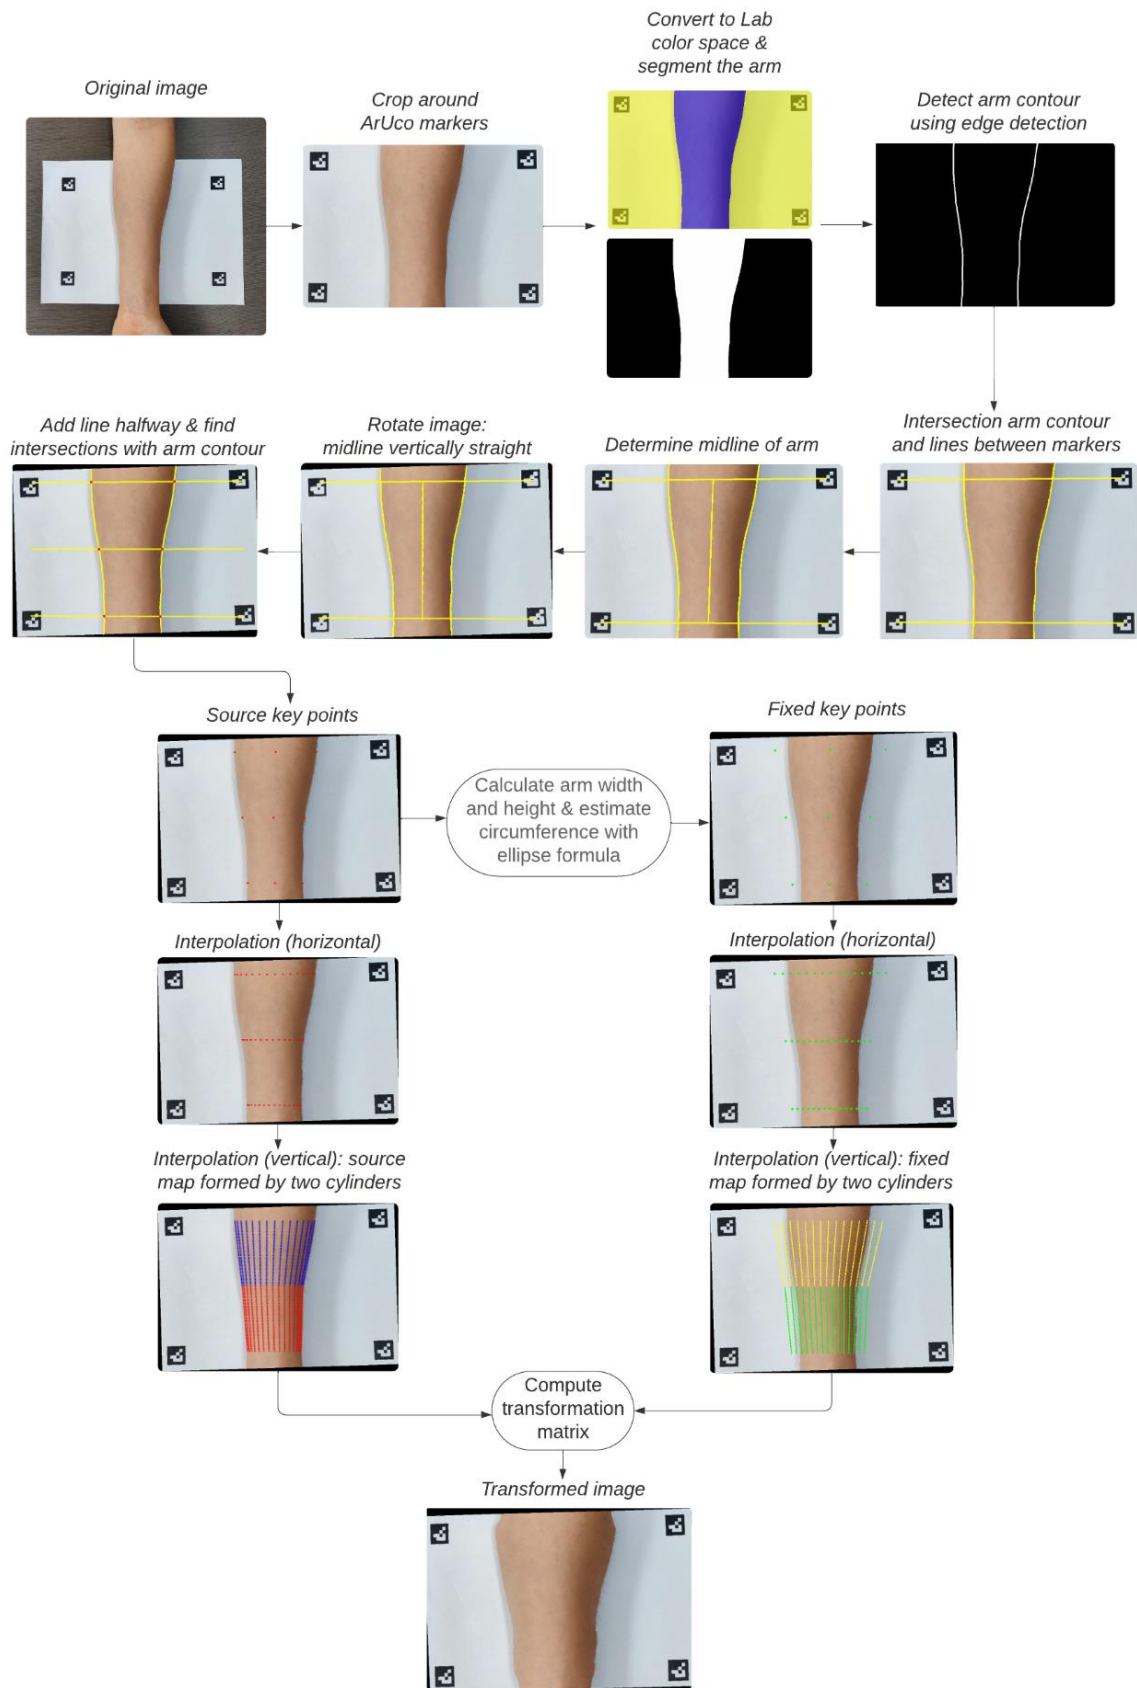 Original image
Crop around
ArUco markers
Convert to Lab
color space &
segment the arm
Detect arm contour
using edge detection
Add line halfway & find
intersections with arm contour
Rotate image:
midline vertically straight
Determine midline of arm
Intersection arm contour
and lines between markers
Source key points
Calculate arm width
and height & estimate
circumference with
ellipse formula
Fixed key points
Interpolation (horizontal)
Interpolation (horizontal)
Interpolation (vertical): source
map formed by two cylinders
Interpolation (vertical): fixed
map formed by two cylinders
Compute
transformation
matrix
Transformed image